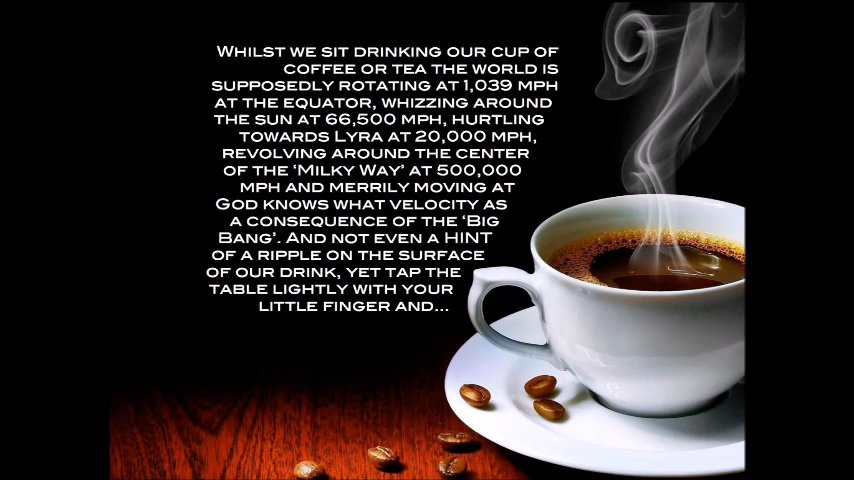 Whilst we sit drinking our cup of
coffee or tea the world is
supposedly rotating at 1,039 mph
at the equator, whizzing around
the sun at 66,500 mph, hurtling
towards Lyra at 20,000 mph,
revolving around the center
of the ‘Milky Way’ at 500,000
mph and merrily moving at
God knows what velocity as
a consequence of the ‘Big
Bang’. And not even a HINT
of a ripple on the surface
of our drink, yet tap the
table lightly with your
little finger and...